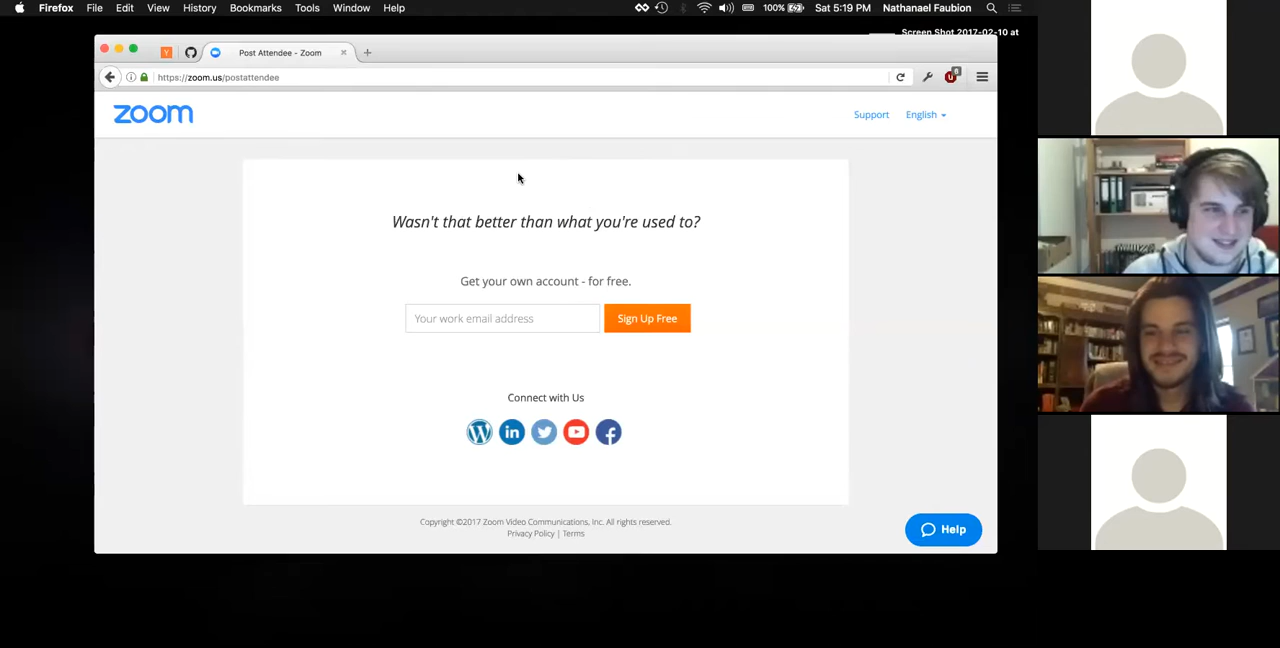 Firefox File Edit View History Bookmarks Tools Window Help 100% Sat 5:19 PM Nathanael Faubion
Screen Shot 2017-02-10 at
Post Attendee - Zoom
https://zoom.us/postattendee
zoom Support English
Wasn't that better than what you're used to?
Get your own account - for free.
Your work email address Sign Up Free
Connect with Us
Copyright ©2017 Zoom Video Communications, Inc. All rights reserved.
Privacy Policy | Terms
Help